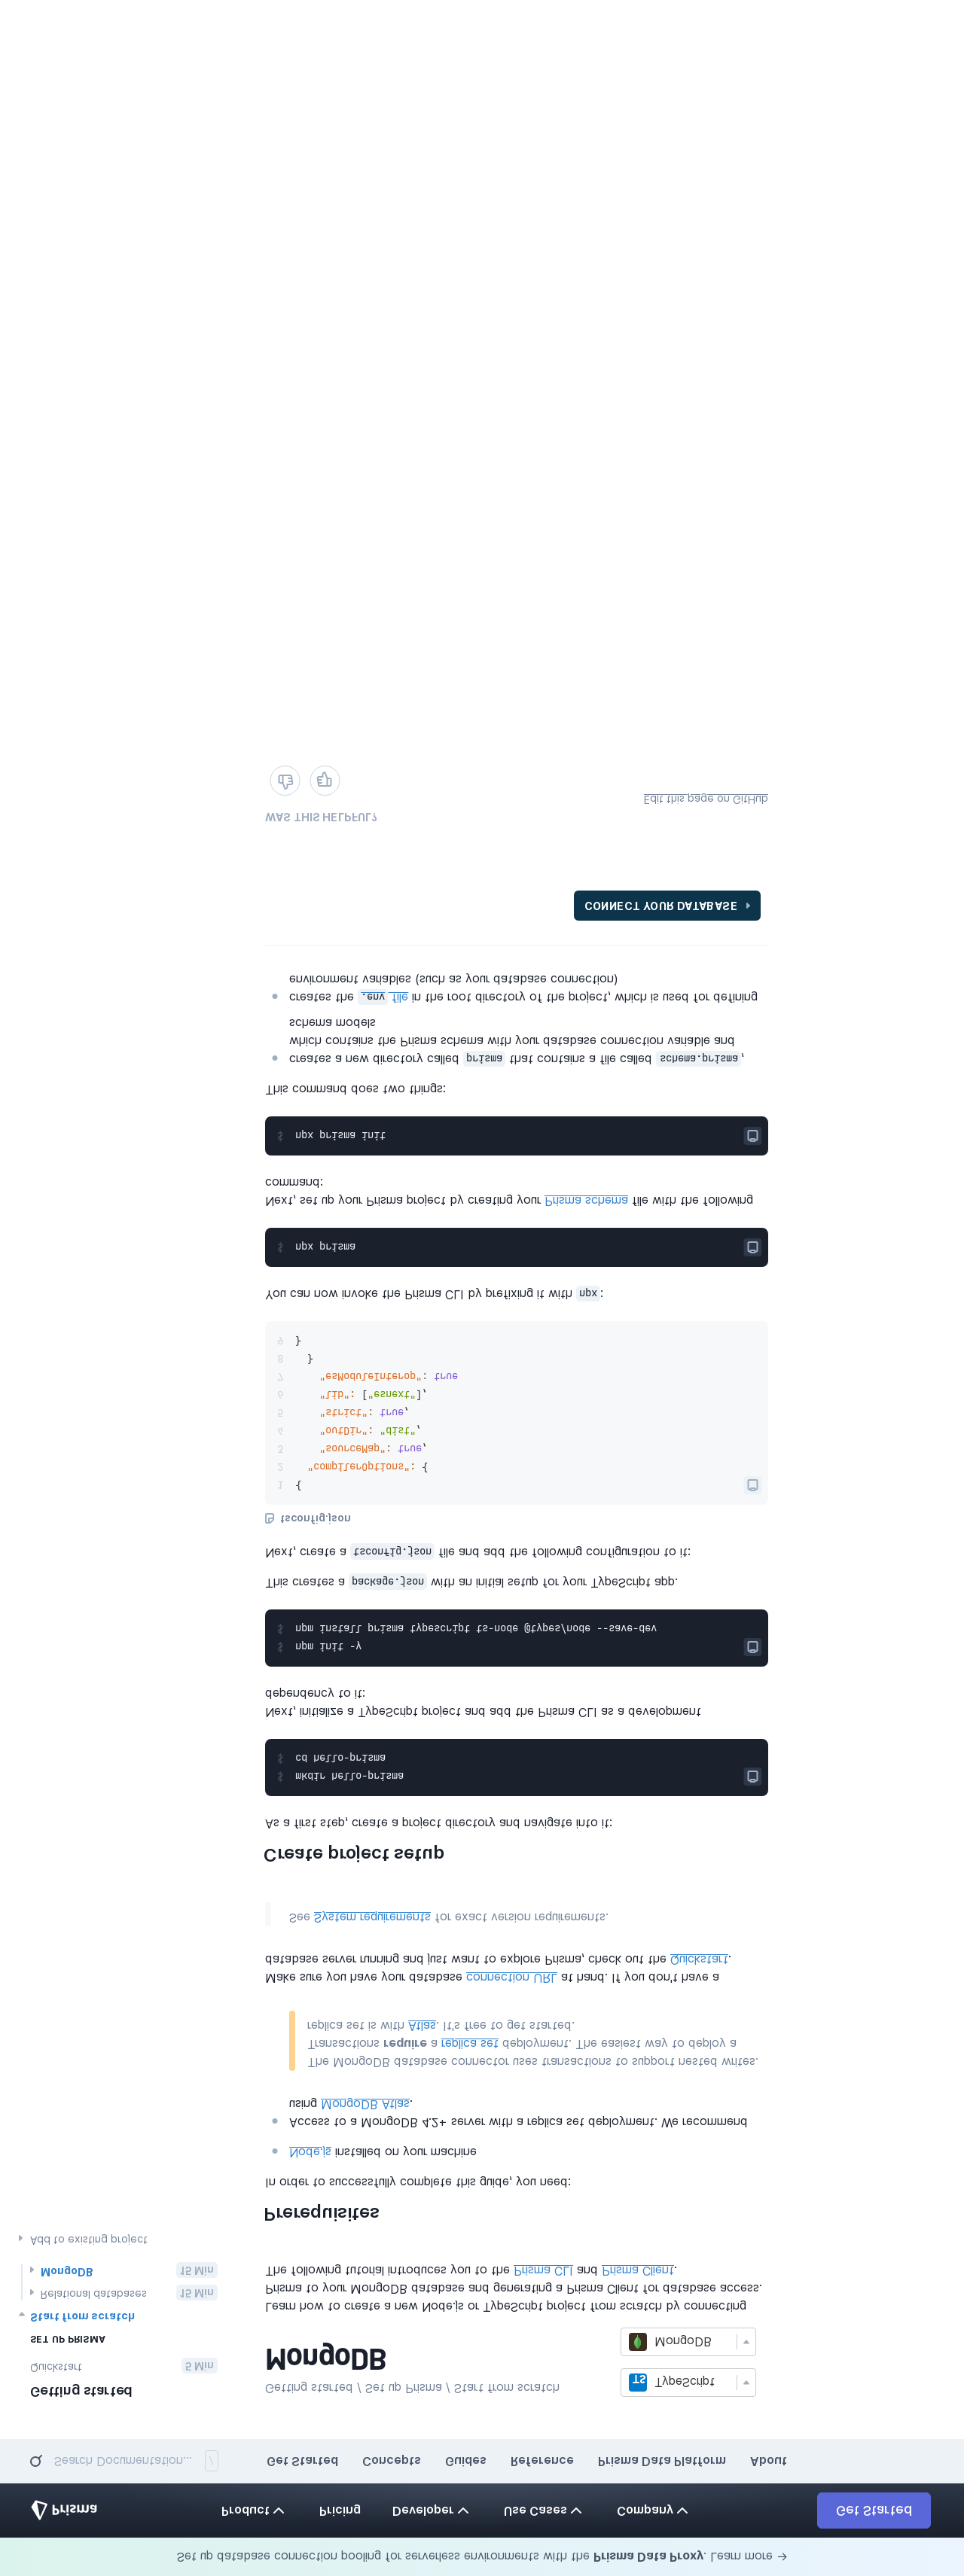 Set up database connection pooling for serverless environments with the Prisma Data Proxy. Learn more →
Prisma
Product
Pricing
Developer
Use Cases
Company
Get Started
Search Documentation...
/
Get Started
Concepts
Guides
Reference
Prisma Data Platform
About
Getting started
Quickstart
5 Min
SET UP PRISMA
Start from scratch
Relational databases
15 Min
MongoDB
15 Min
Add to existing project
Getting started / Set up Prisma / Start from scratch
MongoDB
TS TypeScript
MongoDB
Learn how to create a new Node.js or TypeScript project from scratch by connecting
Prisma to your MongoDB database and generating a Prisma Client for database access.
The following tutorial introduces you to the Prisma CLI and Prisma Client.
Prerequisites
In order to successfully complete this guide, you need:
Node.js installed on your machine
Access to a MongoDB 4.2+ server with a replica set deployment. We recommend
using MongoDB Atlas.
The MongoDB database connector uses transactions to support nested writes.
Transactions require a replica set deployment. The easiest way to deploy a
replica set is with Atlas. It's free to get started.
Make sure you have your database connection URL at hand. If you don't have a
database server running and just want to explore Prisma, check out the Quickstart.
See System requirements for exact version requirements.
Create project setup
As a first step, create a project directory and navigate into it:
$ mkdir hello-prisma
$ cd hello-prisma
Next, initialize a TypeScript project and add the Prisma CLI as a development
dependency to it:
$ npm init -y
$ npm install prisma typescript ts-node @types/node --save-dev
This creates a package.json with an initial setup for your TypeScript app.
Next, create a tsconfig.json file and add the following configuration to it:
tsconfig.json
1 {
2 "compilerOptions": {
3 "sourceMap": true,
4 "outDir": "dist",
5 "strict": true,
6 "lib": ["esnext"],
7 "esModuleInterop": true
8 }
9 }
You can now invoke the Prisma CLI by prefixing it with npx:
$ npx prisma
Next, set up your Prisma project by creating your Prisma schema file with the following
command:
$ npx prisma init
This command does two things:
creates a new directory called prisma that contains a file called schema.prisma,
which contains the Prisma schema with your database connection variable and
schema models
creates the .env file in the root directory of the project, which is used for defining
environment variables (such as your database connection)
CONNECT YOUR DATABASE
WAS THIS HELPFUL?
Edit this page on GitHub